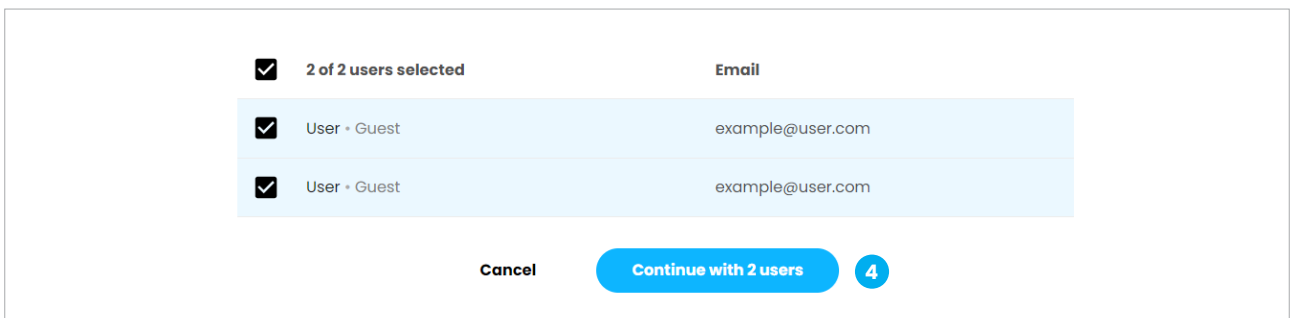 2 of 2 users selected Email
User • Guest example@user.com
User • Guest example@user.com
Cancel Continue with 2 users 4